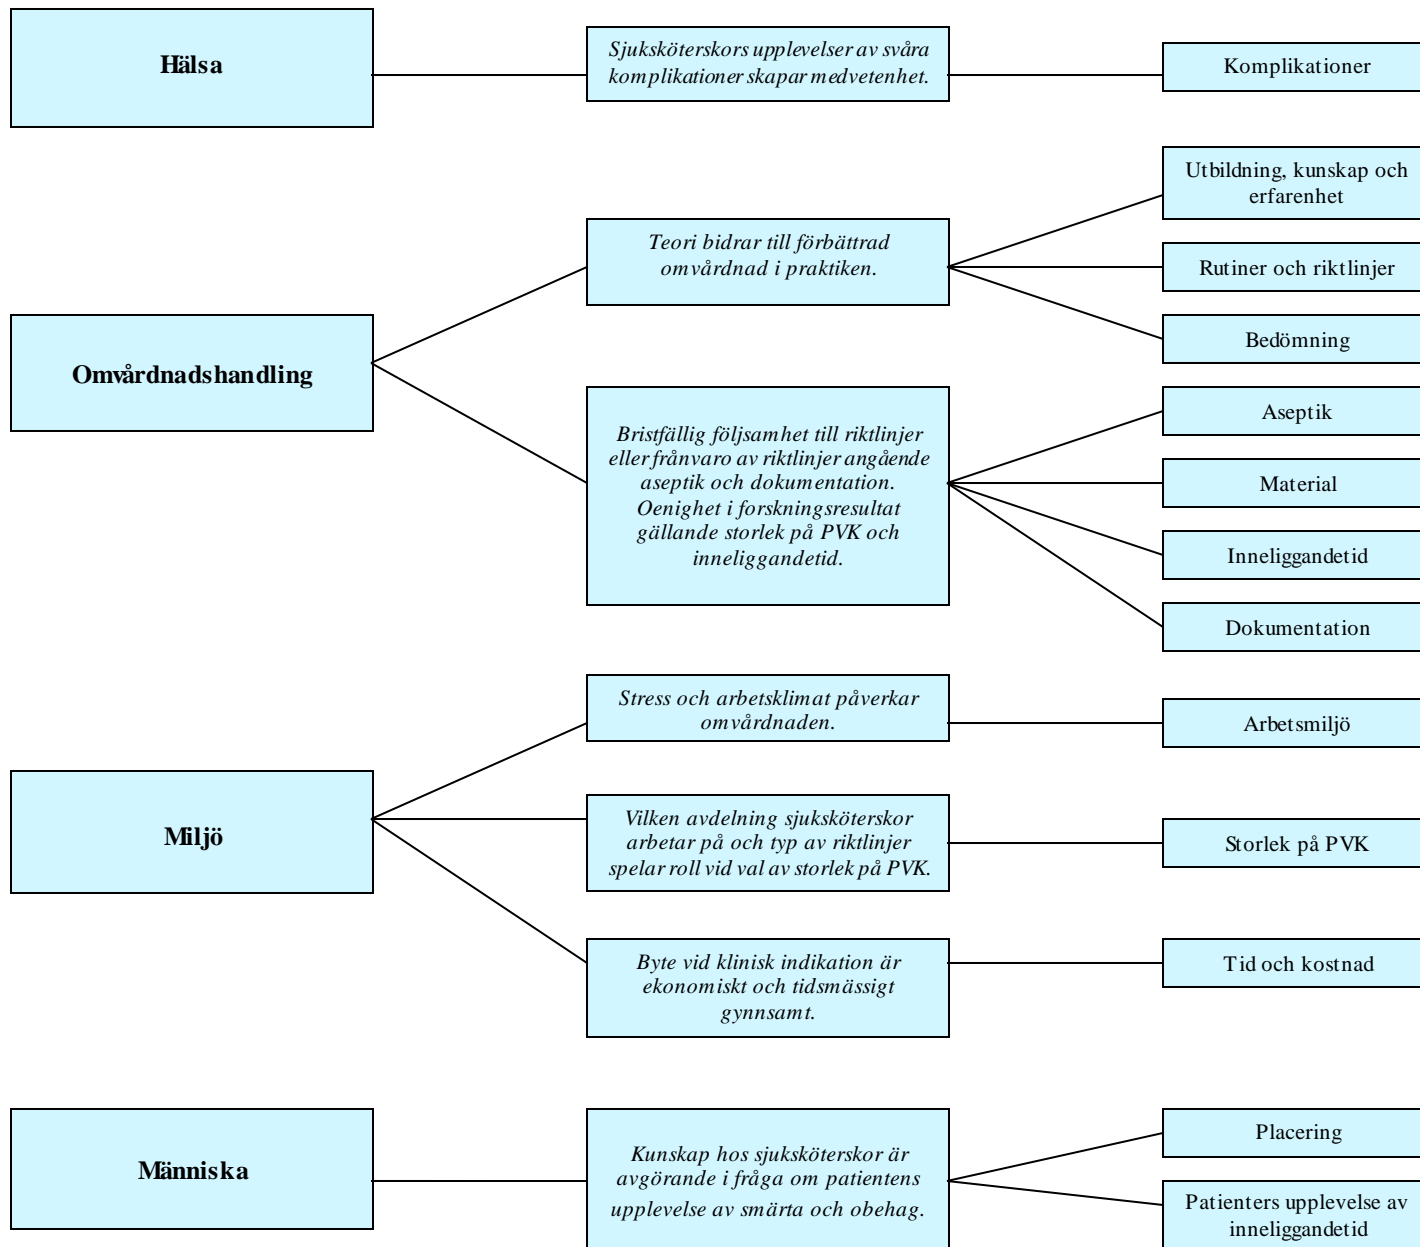 Hälsa
Sjuksköterskors upplevelser av svåra
komplikationer skapar medvetenhet.
Komplikationer
Omvårdnadshandling
Teori bidrar till förbättrad
omvårdnad i praktiken.
Utbildning, kunskap och
erfarenhet
Rutiner och riktlinjer
Bedömning
Bristfällig följsamhet till riktlinjer
eller frånvaro av riktlinjer angående
aseptik och dokumentation.
Oenighet i forskningsresultat
gällande storlek på PVK och
inneliggandetid.
Aseptik
Material
Inneliggandetid
Dokumentation
Miljö
Stress och arbetsklimat påverkar
omvårdnaden.
Arbetsmiljö
Vilken avdelning sjuksköterskor
arbetar på och typ av riktlinjer
spelar roll vid val av storlek på PVK.
Storlek på PVK
Byte vid klinisk indikation är
ekonomiskt och tidsmässigt
gynnsamt.
Tid och kostnad
Människa
Kunskap hos sjuksköterskor är
avgörande i fråga om patientens
upplevelse av smärta och obehag.
Placering
Patienters upplevelse av
inneliggandetid